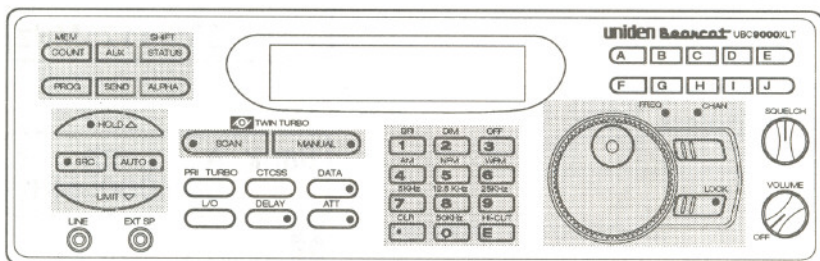 MEM SHIFT
COUNT AUX STATUS
PROG SEND ALPHA
uniden Bearcat UBC9000XLT
A B C D E
F G H I J
HOLD △
SRC AUTO
LIMIT ▽
LINE EXT SP
TWIN TURBO
SCAN MANUAL
PRI TURBO CTCSS DATA
L/O DELAY ATT
BRI DIM OFF
1 2 3
AM NFM WFM
4 5 6
5KHz 12.5 KHz 25KHz
7 8 9
CLR 50KHz HI-CUT
. 0 E
FREQ CHAN
LOCK
SQUELCH
VOLUME
OFF